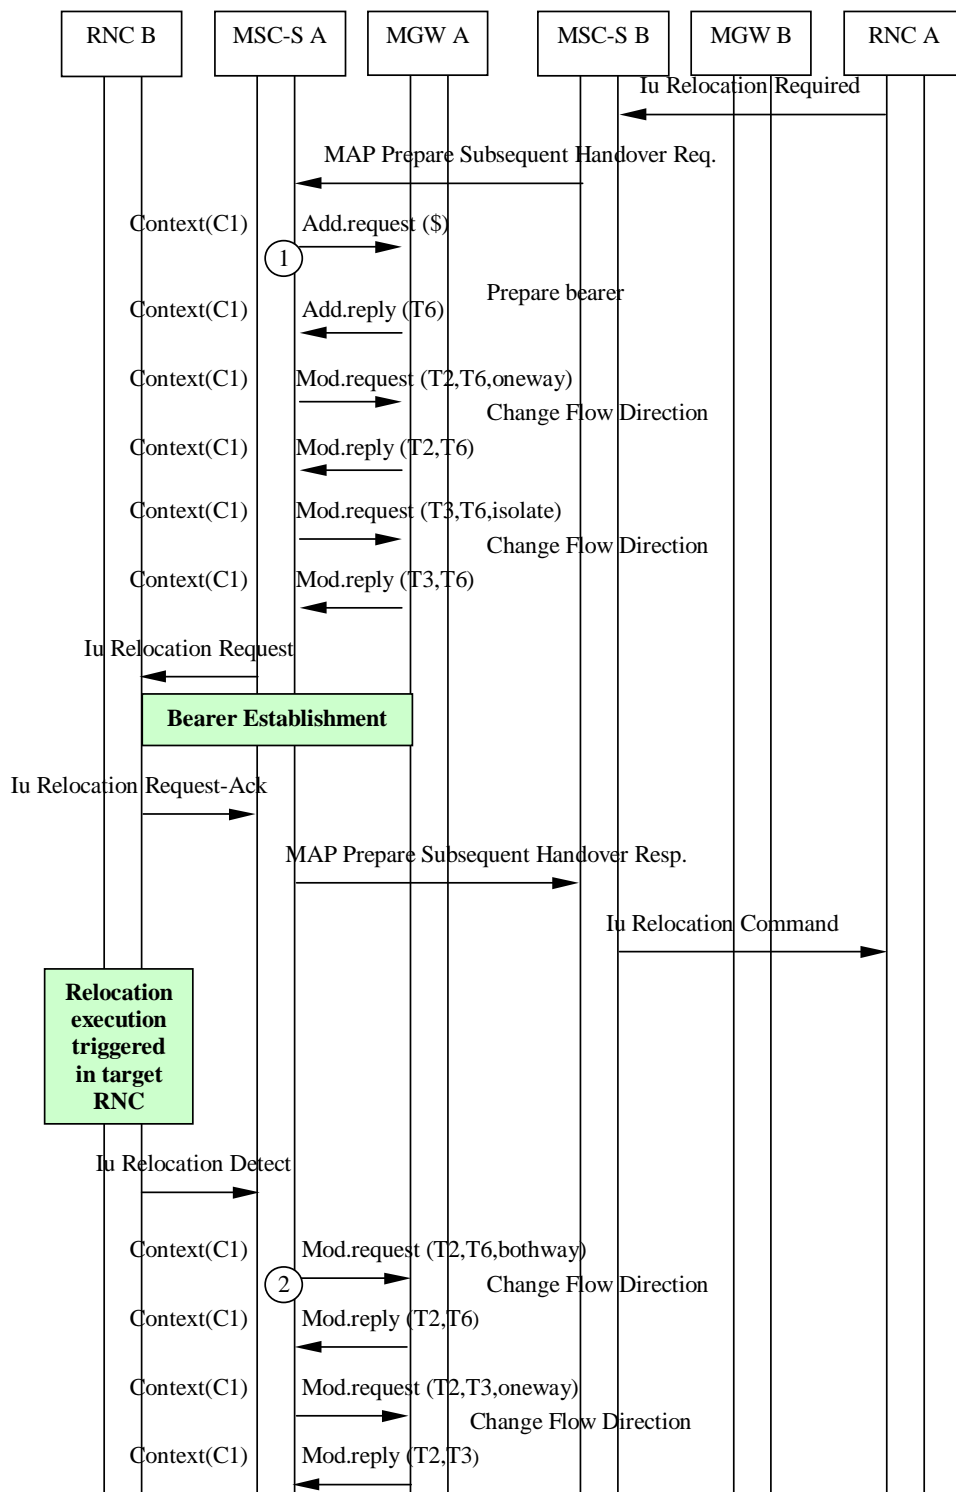 RNC B
MSC-S A
MGW A
MSC-S B
MGW B
RNC A
Iu Relocation Required
MAP Prepare Subsequent Handover Req.
Context(C1)
Add.request ($)
1
Prepare bearer
Context(C1)
Add.reply (T6)
Context(C1)
Mod.request (T2,T6,oneway)
Change Flow Direction
Context(C1)
Mod.reply (T2,T6)
Context(C1)
Mod.request (T3,T6,isolate)
Change Flow Direction
Context(C1)
Mod.reply (T3,T6)
Iu Relocation Request
Bearer Establishment
Iu Relocation Request-Ack
MAP Prepare Subsequent Handover Resp.
Iu Relocation Command
Relocation
execution
triggered
in target
RNC
Iu Relocation Detect
Context(C1)
Mod.request (T2,T6,bothway)
2
Change Flow Direction
Context(C1)
Mod.reply (T2,T6)
Context(C1)
Mod.request (T2,T3,oneway)
Change Flow Direction
Context(C1)
Mod.reply (T2,T3)